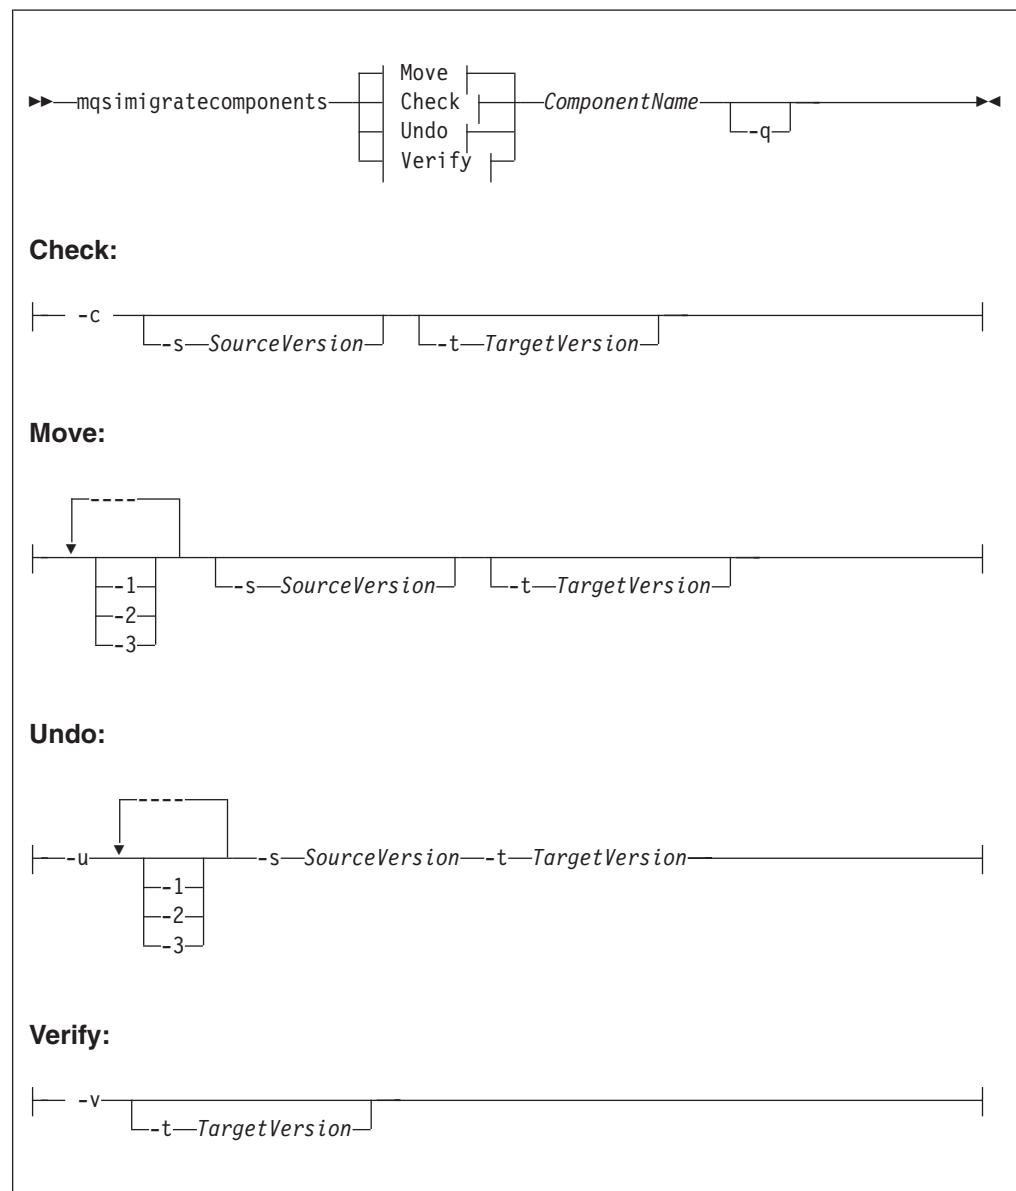 Move
mqsimigratecomponents Check ComponentName
Undo -q
Verify
Check:
-c
-s SourceVersion -t TargetVersion
Move:
----
-1 -s SourceVersion -t TargetVersion
-2
-3
Undo:
----
-u -s SourceVersion -t TargetVersion
-1
-2
-3
Verify:
-v
-t TargetVersion